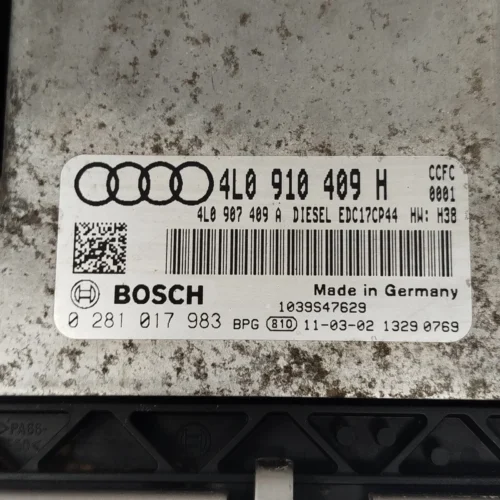 4L0 910 409 H CCFC
0001
4L0 907 409 A DIESEL EDC17CP44 HW: H38
BOSCH Made in Germany
1039S47629
0 281 017 983 BPG 810 11-03-02 1329 0769
>PA66-